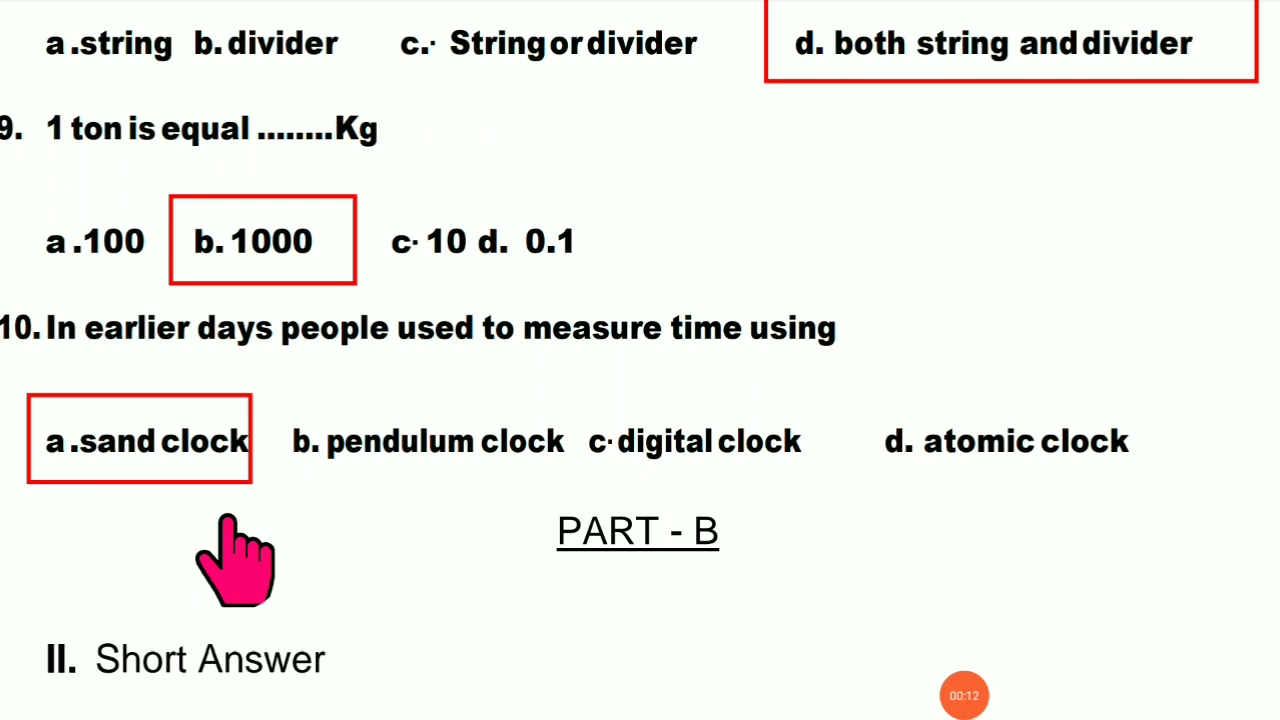 a .string b. divider c.· String or divider d. both string and divider
9. 1 ton is equal ........Kg
a .100 b. 1000 c· 10 d. 0.1
10. In earlier days people used to measure time using
a .sand clock b. pendulum clock c· digital clock d. atomic clock
PART - B
II. Short Answer
00:12